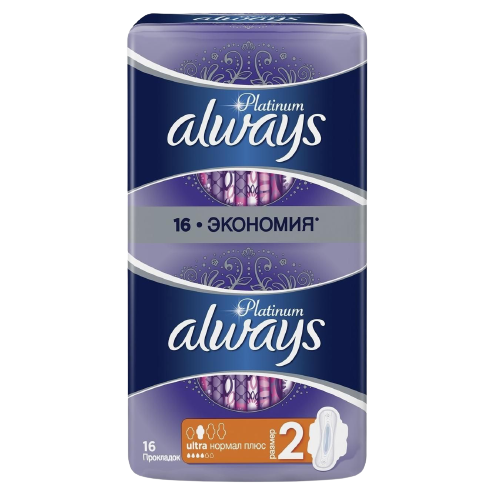 Platinum
always
16 • ЭКОНОМИЯ*
Platinum
always
16
Прокладок
ultra нормал плюс
размер
2